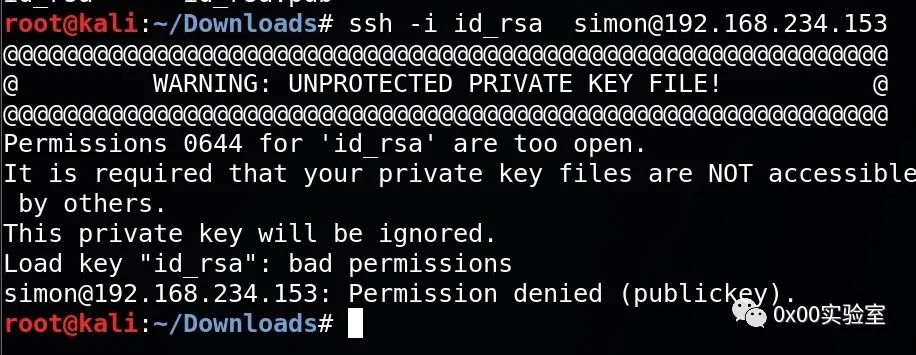 id_rsa id_rsa.pub
root@kali:~/Downloads# ssh -i id_rsa  simon@192.168.234.153
@@@@@@@@@@@@@@@@@@@@@@@@@@@@@@@@@@@@@@@@@@@@@@@@@@@@@@@@@@@
@         WARNING: UNPROTECTED PRIVATE KEY FILE!          @
@@@@@@@@@@@@@@@@@@@@@@@@@@@@@@@@@@@@@@@@@@@@@@@@@@@@@@@@@@@
Permissions 0644 for 'id_rsa' are too open.
It is required that your private key files are NOT accessible
 by others.
This private key will be ignored.
Load key "id_rsa": bad permissions
simon@192.168.234.153: Permission denied (publickey).
root@kali:~/Downloads#
0x00实验室